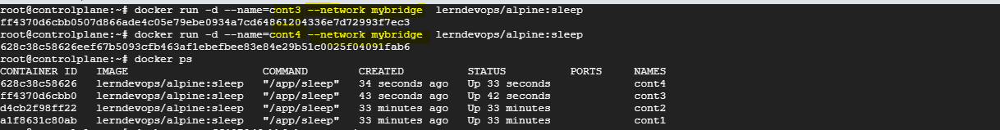 root@controlplane:~# docker run -d --name=cont3 --network mybridge  lerndevops/alpine:sleep
ff4370d6cbb0507d866ade4c05e79ebe0934a7cd64861204336e7d72993f7ec3
root@controlplane:~# docker run -d --name=cont4 --network mybridge  lerndevops/alpine:sleep
628c38c58626eef67b5093cfb463af1ebefbee83e84e29b51c0025f04091fab6
root@controlplane:~# docker ps
CONTAINER ID   IMAGE                     COMMAND        CREATED          STATUS          PORTS     NAMES
628c38c58626   lerndevops/alpine:sleep   "/app/sleep"   34 seconds ago   Up 33 seconds             cont4
ff4370d6cbb0   lerndevops/alpine:sleep   "/app/sleep"   43 seconds ago   Up 42 seconds             cont3
d4cb2f98ff22   lerndevops/alpine:sleep   "/app/sleep"   33 minutes ago   Up 33 minutes             cont2
a1f8631c80ab   lerndevops/alpine:sleep   "/app/sleep"   33 minutes ago   Up 33 minutes             cont1